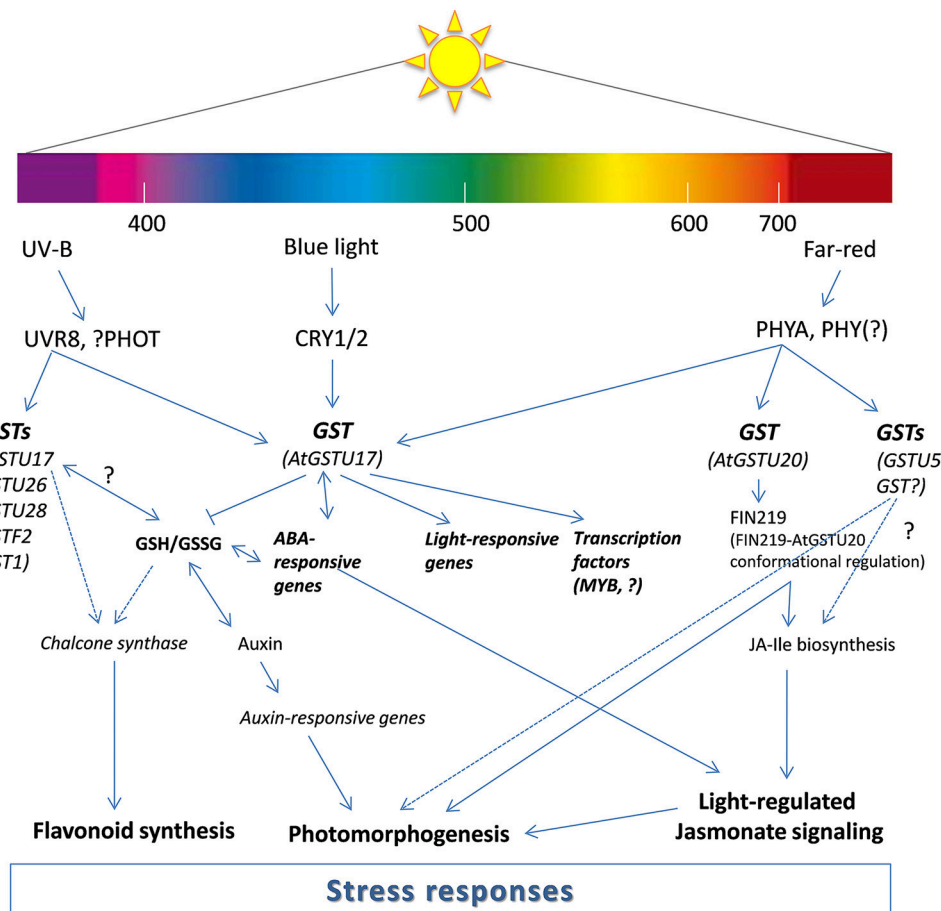 400
500
600
700
UV-B
Blue light
Far-red
UVR8, ?PHOT
CRY1/2
PHYA, PHY(?)
STs
STU17
STU26
STU28
STF2
ST1)
?
GST
(AtGSTU17)
GST
(AtGSTU20)
GSTs
(GSTU5
GST?)
?
GSH/GSSG
ABA-
responsive
genes
Light-responsive
genes
Transcription
factors
(MYB, ?)
FIN219
(FIN219-AtGSTU20
conformational regulation)
Chalcone synthase
Auxin
JA-Ile biosynthesis
Auxin-responsive genes
Flavonoid synthesis
Photomorphogenesis
Light-regulated
Jasmonate signaling
Stress responses